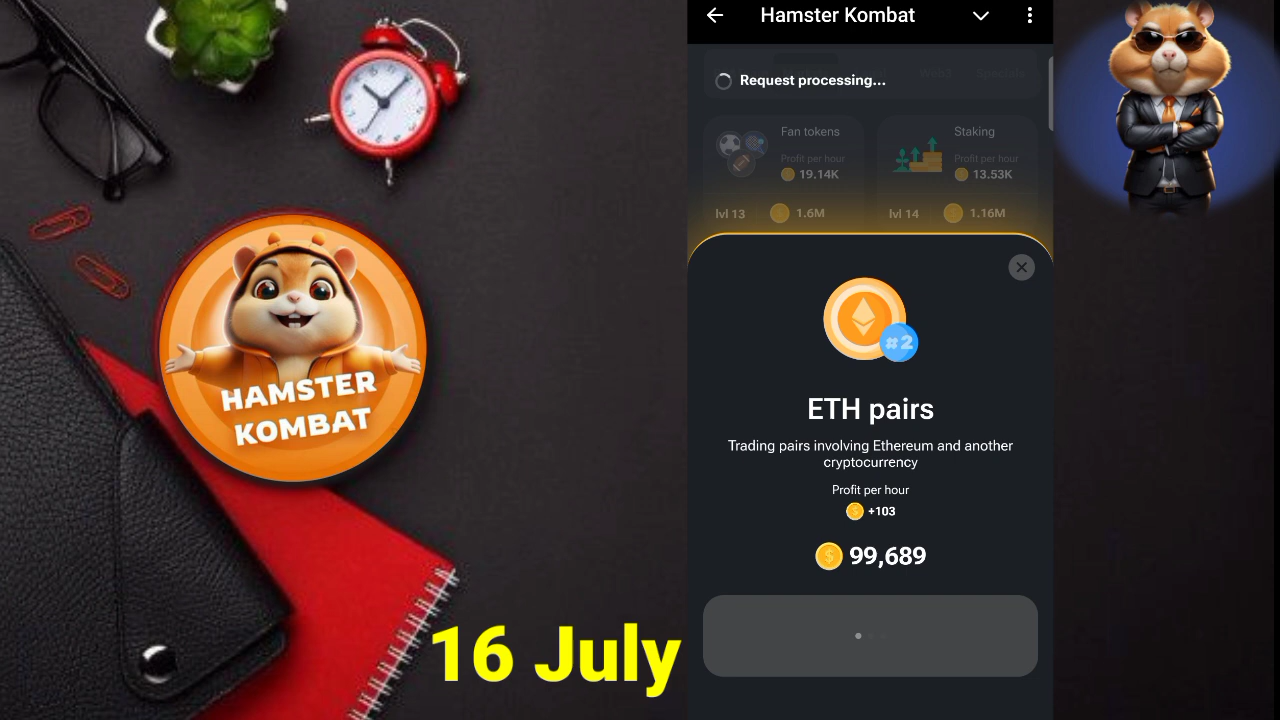 Hamster Kombat
Request processing...
Web3
Specials
Fan tokens
Profit per hour
19.14K
lvl 13
1.6M
Staking
Profit per hour
13.53K
lvl 14
1.16M
#2
ETH pairs
Trading pairs involving Ethereum and another
cryptocurrency
Profit per hour
+103
99,689
HAMSTER
KOMBAT
16 July